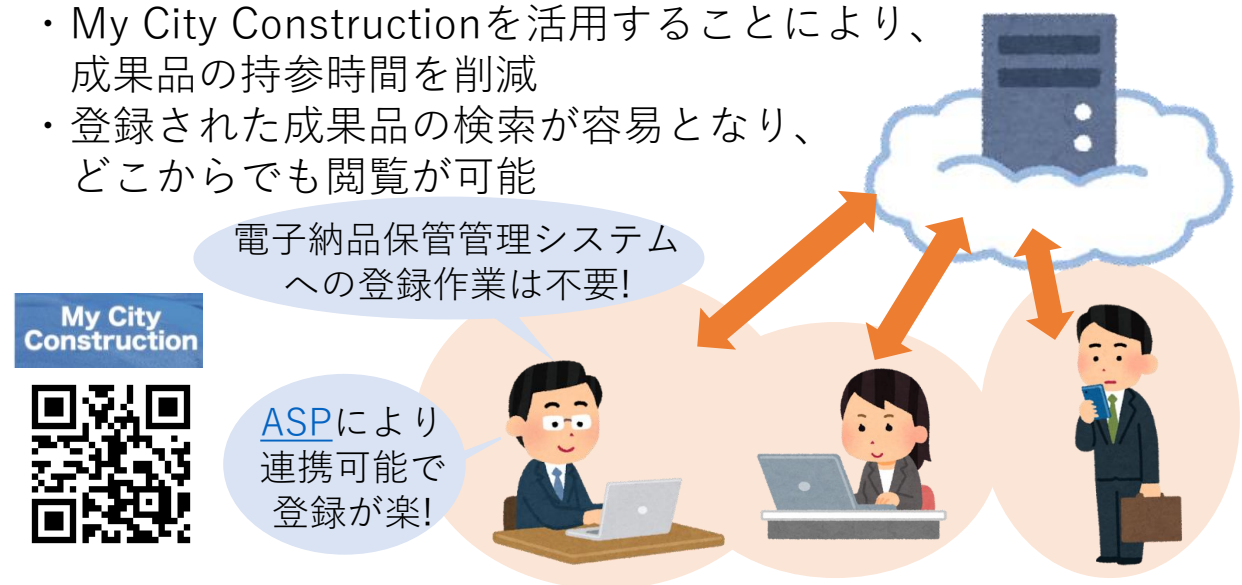 ・My City Constructionを活用することにより、
成果品の持参時間を削減
・登録された成果品の検索が容易となり、
どこからでも閲覧が可能
電子納品保管管理システム
への登録作業は不要!
My City
Construction
ASPにより
連携可能で
登録が楽!